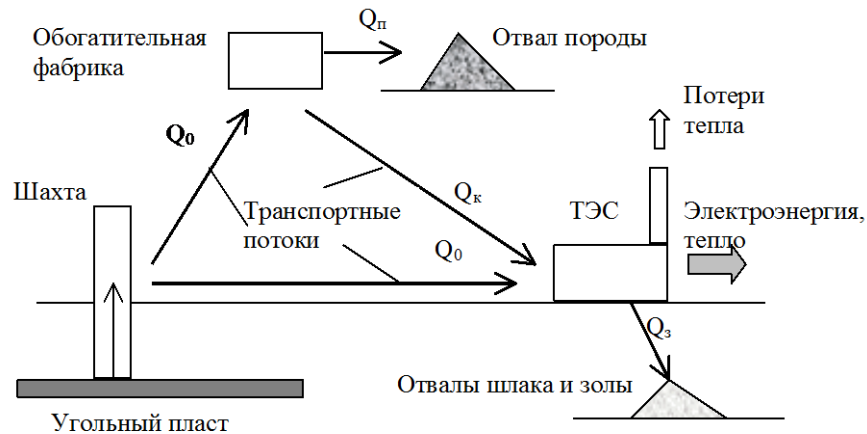 Qп
Обогатительная
фабрика
Отвал породы
Потери
тепла
Q0
Шахта
Qк
ТЭС
Транспортные
потоки
Q0
Электроэнергия,
тепло
Qз
Отвалы шлака и золы
Угольный пласт